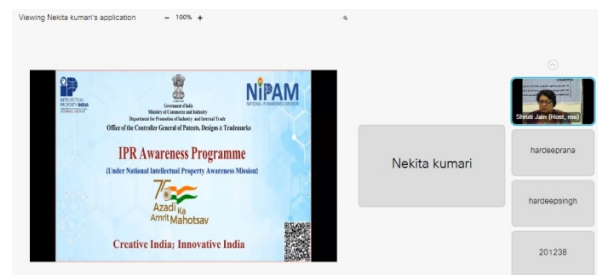 Viewing Nekita kumari's application
– 100% +
INTELLECTUAL
PROPERTY INDIA
Government of India
Ministry of Commerce and Industry
Department for Promotion of Industry and Internal Trade
Office of the Controller General of Patents, Designs & Trademarks
NiPAM
NATIONAL IP AWARENESS MISSION
IPR Awareness Programme
(Under National Intellectual Property Awareness Mission)
75
Azadi Ka
Amrit Mahotsav
Creative India; Innovative India
Nekita kumari
Shruti Jain (Host, me)
hardeeprana
hardeepsingh
201238